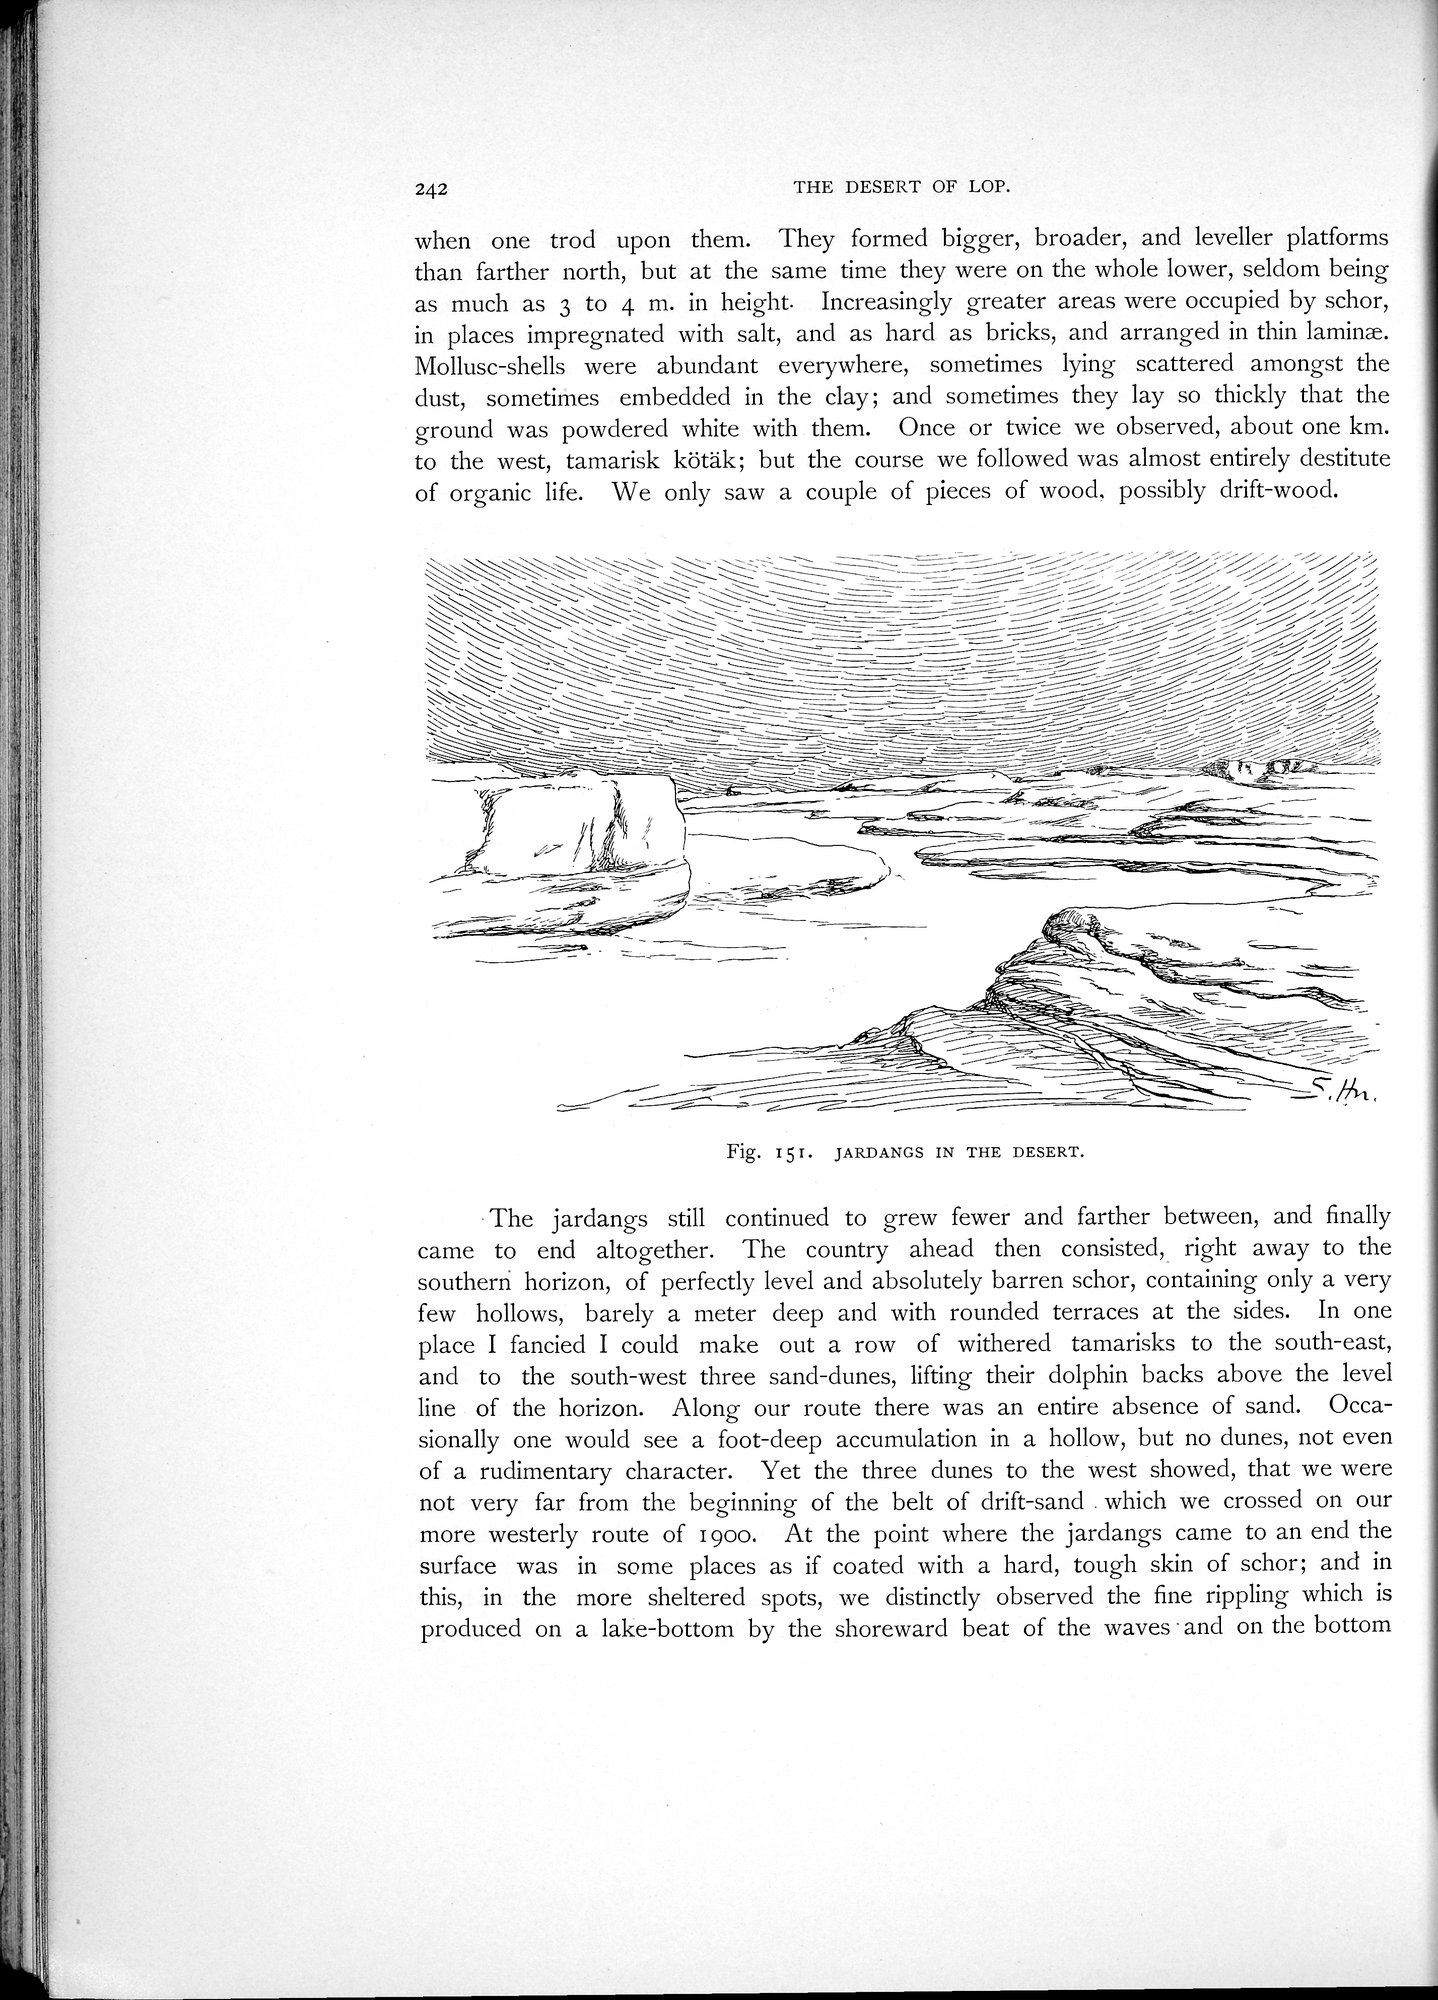 242
THE DESERT OF LOP.
when one trod upon them. They formed bigger, broader, and leveller platforms
than farther north, but at the same time they were on the whole lower, seldom being
as much as 3 to 4 m. in height. Increasingly greater areas were occupied by schor,
in places impregnated with salt, and as hard as bricks, and arranged in thin laminæ.
Mollusc-shells were abundant everywhere, sometimes lying scattered amongst the
dust, sometimes embedded in the clay; and sometimes they lay so thickly that the
ground was powdered white with them. Once or twice we observed, about one km.
to the west, tamarisk kötäk; but the course we followed was almost entirely destitute
of organic life. We only saw a couple of pieces of wood, possibly drift-wood.
S. Hn.
Fig. 151. JARDANGS IN THE DESERT.
The jardangs still continued to grew fewer and farther between, and finally
came to end altogether. The country ahead then consisted, right away to the
southern horizon, of perfectly level and absolutely barren schor, containing only a very
few hollows, barely a meter deep and with rounded terraces at the sides. In one
place I fancied I could make out a row of withered tamarisks to the south-east,
and to the south-west three sand-dunes, lifting their dolphin backs above the level
line of the horizon. Along our route there was an entire absence of sand. Occa-
sionally one would see a foot-deep accumulation in a hollow, but no dunes, not even
of a rudimentary character. Yet the three dunes to the west showed, that we were
not very far from the beginning of the belt of drift-sand which we crossed on our
more westerly route of 1900. At the point where the jardangs came to an end the
surface was in some places as if coated with a hard, tough skin of schor; and in
this, in the more sheltered spots, we distinctly observed the fine rippling which is
produced on a lake-bottom by the shoreward beat of the waves and on the bottom